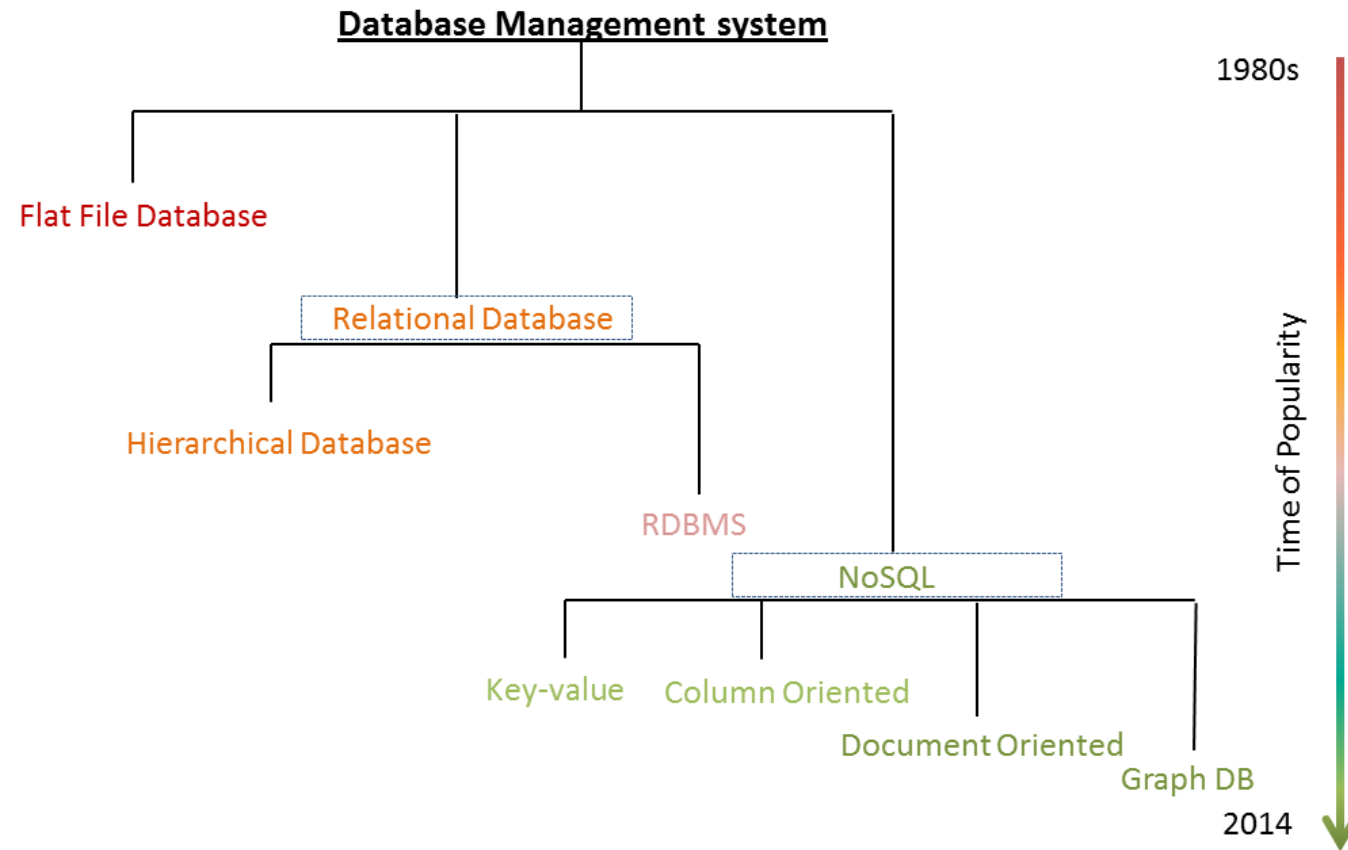 Database Management system
1980s
Flat File Database
Relational Database
Time of Popularity
Hierarchical Database
RDBMS
NoSQL
Key-value
Column Oriented
Document Oriented
Graph DB
2014